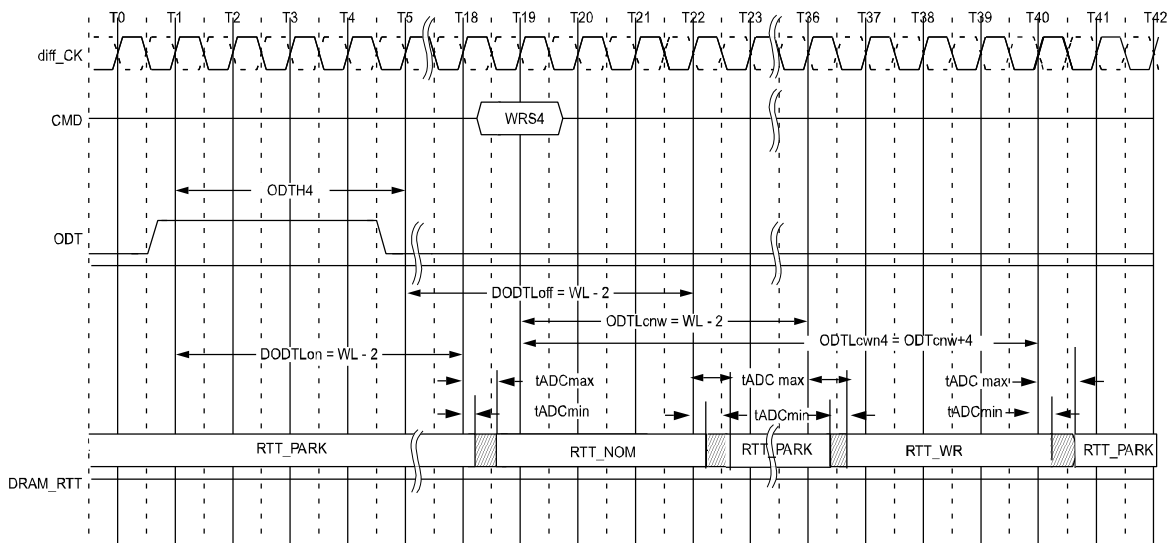 T0 T1 T2 T3 T4 T5 T18 T19 T20 T21 T22 T23 T36 T37 T38 T39 T40 T41 T42
diff_CK
CMD
WRS4
ODTH4
ODT
DODTLoff = WL - 2
ODTLcnw = WL - 2
ODTLcwn4 = ODTcnw+4
DODTLon = WL - 2
tADCmax tADC max tADC max
tADCmin tADCmin tADCmin
RTT_PARK RTT_NOM RTT_PARK RTT_WR RTT_PARK
DRAM_RTT